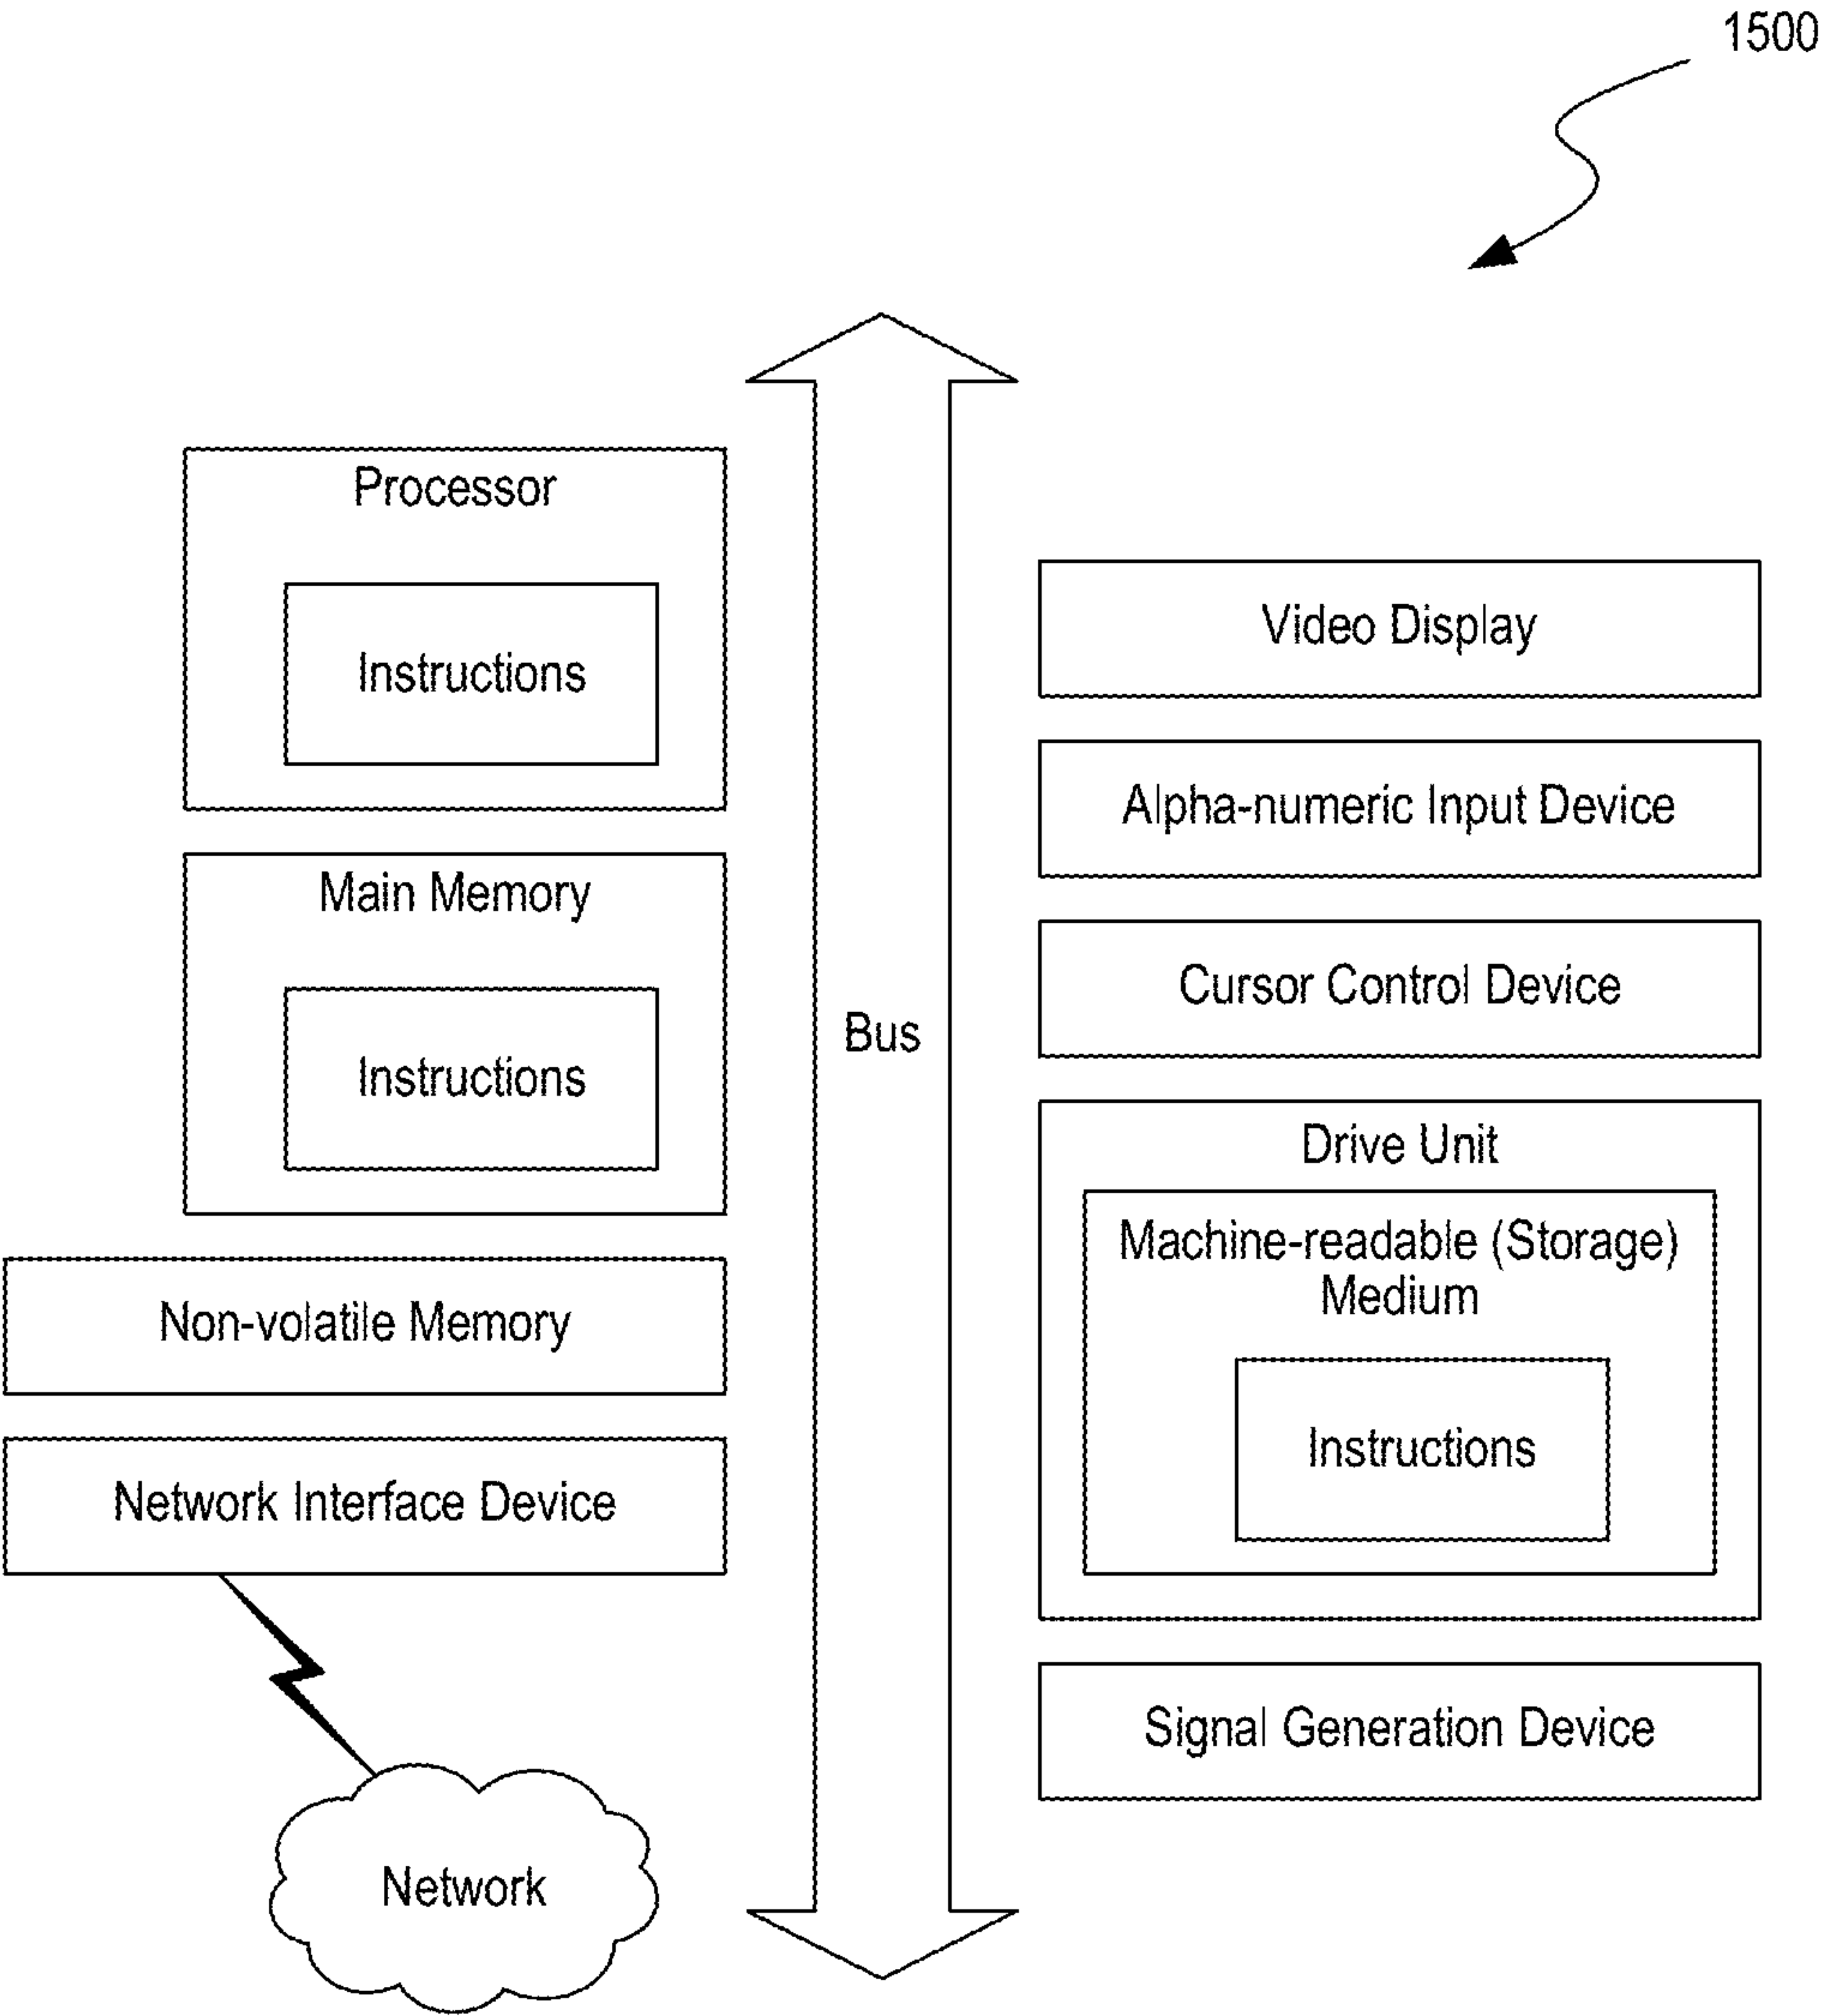 1500
Processor
Instructions
Main Memory
Instructions
Non-volatile Memory
Network Interface Device
Network
Bus
Video Display
Alpha-numeric Input Device
Cursor Control Device
Drive Unit
Machine-readable (Storage)
Medium
Instructions
Signal Generation Device